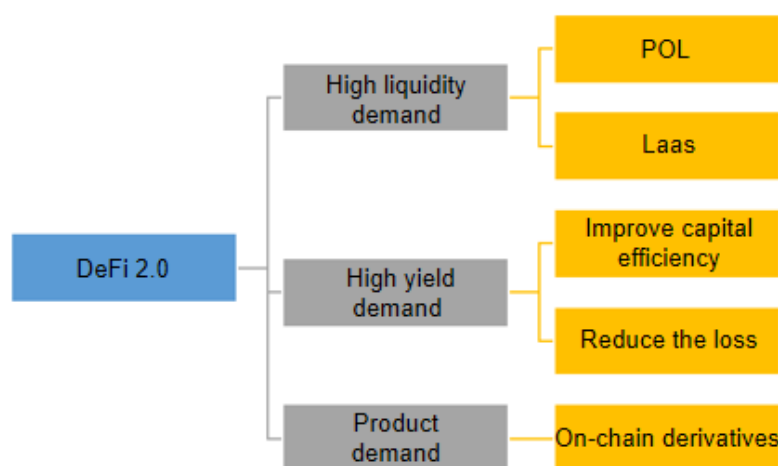 POL
High liquidity
demand
Laas
Improve capital
efficiency
DeFi 2.0
High yield
demand
Reduce the loss
Product
demand
On-chain derivatives